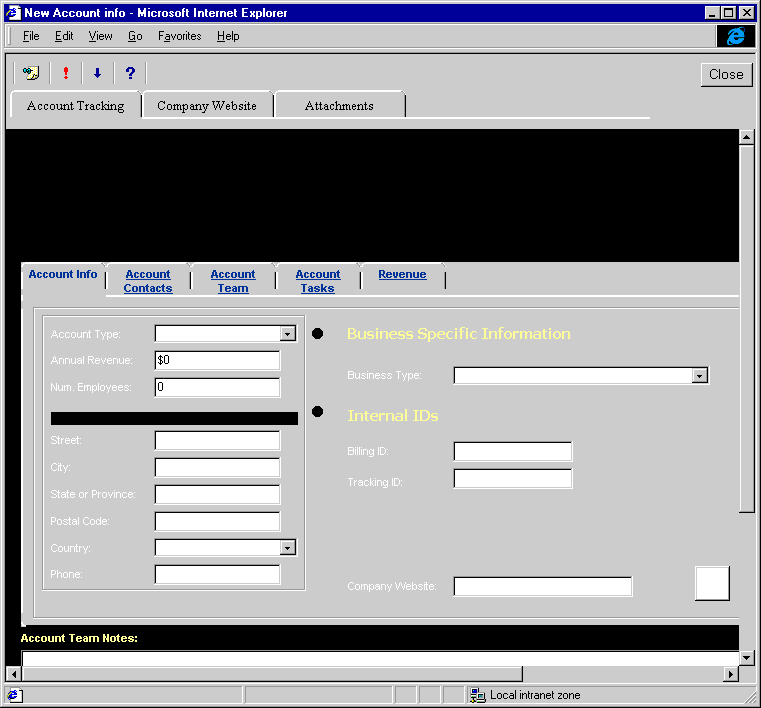 New Account info - Microsoft Internet Explorer
File Edit View Go Favorites Help
Close
Account Tracking Company Website Attachments
Account Info Account Contacts Account Team Account Tasks Revenue
Account Type:
Annual Revenue: $0
Num. Employees: 0
Street:
City:
State or Province:
Postal Code:
Country:
Phone:
Business Specific Information
Business Type:
Internal IDs
Billing ID:
Tracking ID:
Company Website:
Account Team Notes:
Local intranet zone